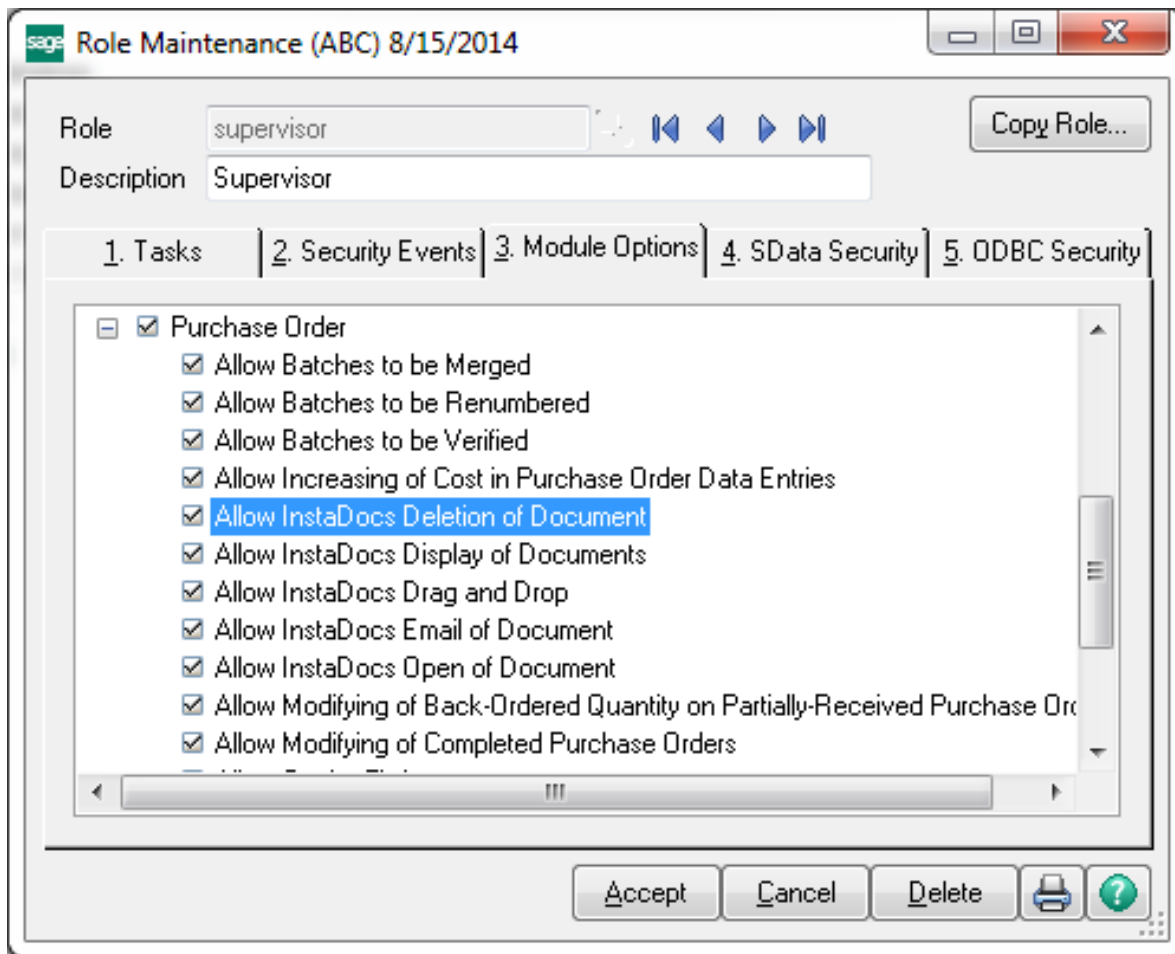 sage Role Maintenance (ABC) 8/15/2014
Role supervisor Copy Role...
Description Supervisor
1. Tasks 2. Security Events 3. Module Options 4. SData Security 5. ODBC Security
Purchase Order
Allow Batches to be Merged
Allow Batches to be Renumbered
Allow Batches to be Verified
Allow Increasing of Cost in Purchase Order Data Entries
Allow InstaDocs Deletion of Document
Allow InstaDocs Display of Documents
Allow InstaDocs Drag and Drop
Allow InstaDocs Email of Document
Allow InstaDocs Open of Document
Allow Modifying of Back-Ordered Quantity on Partially-Received Purchase Ord
Allow Modifying of Completed Purchase Orders
Accept Cancel Delete ?